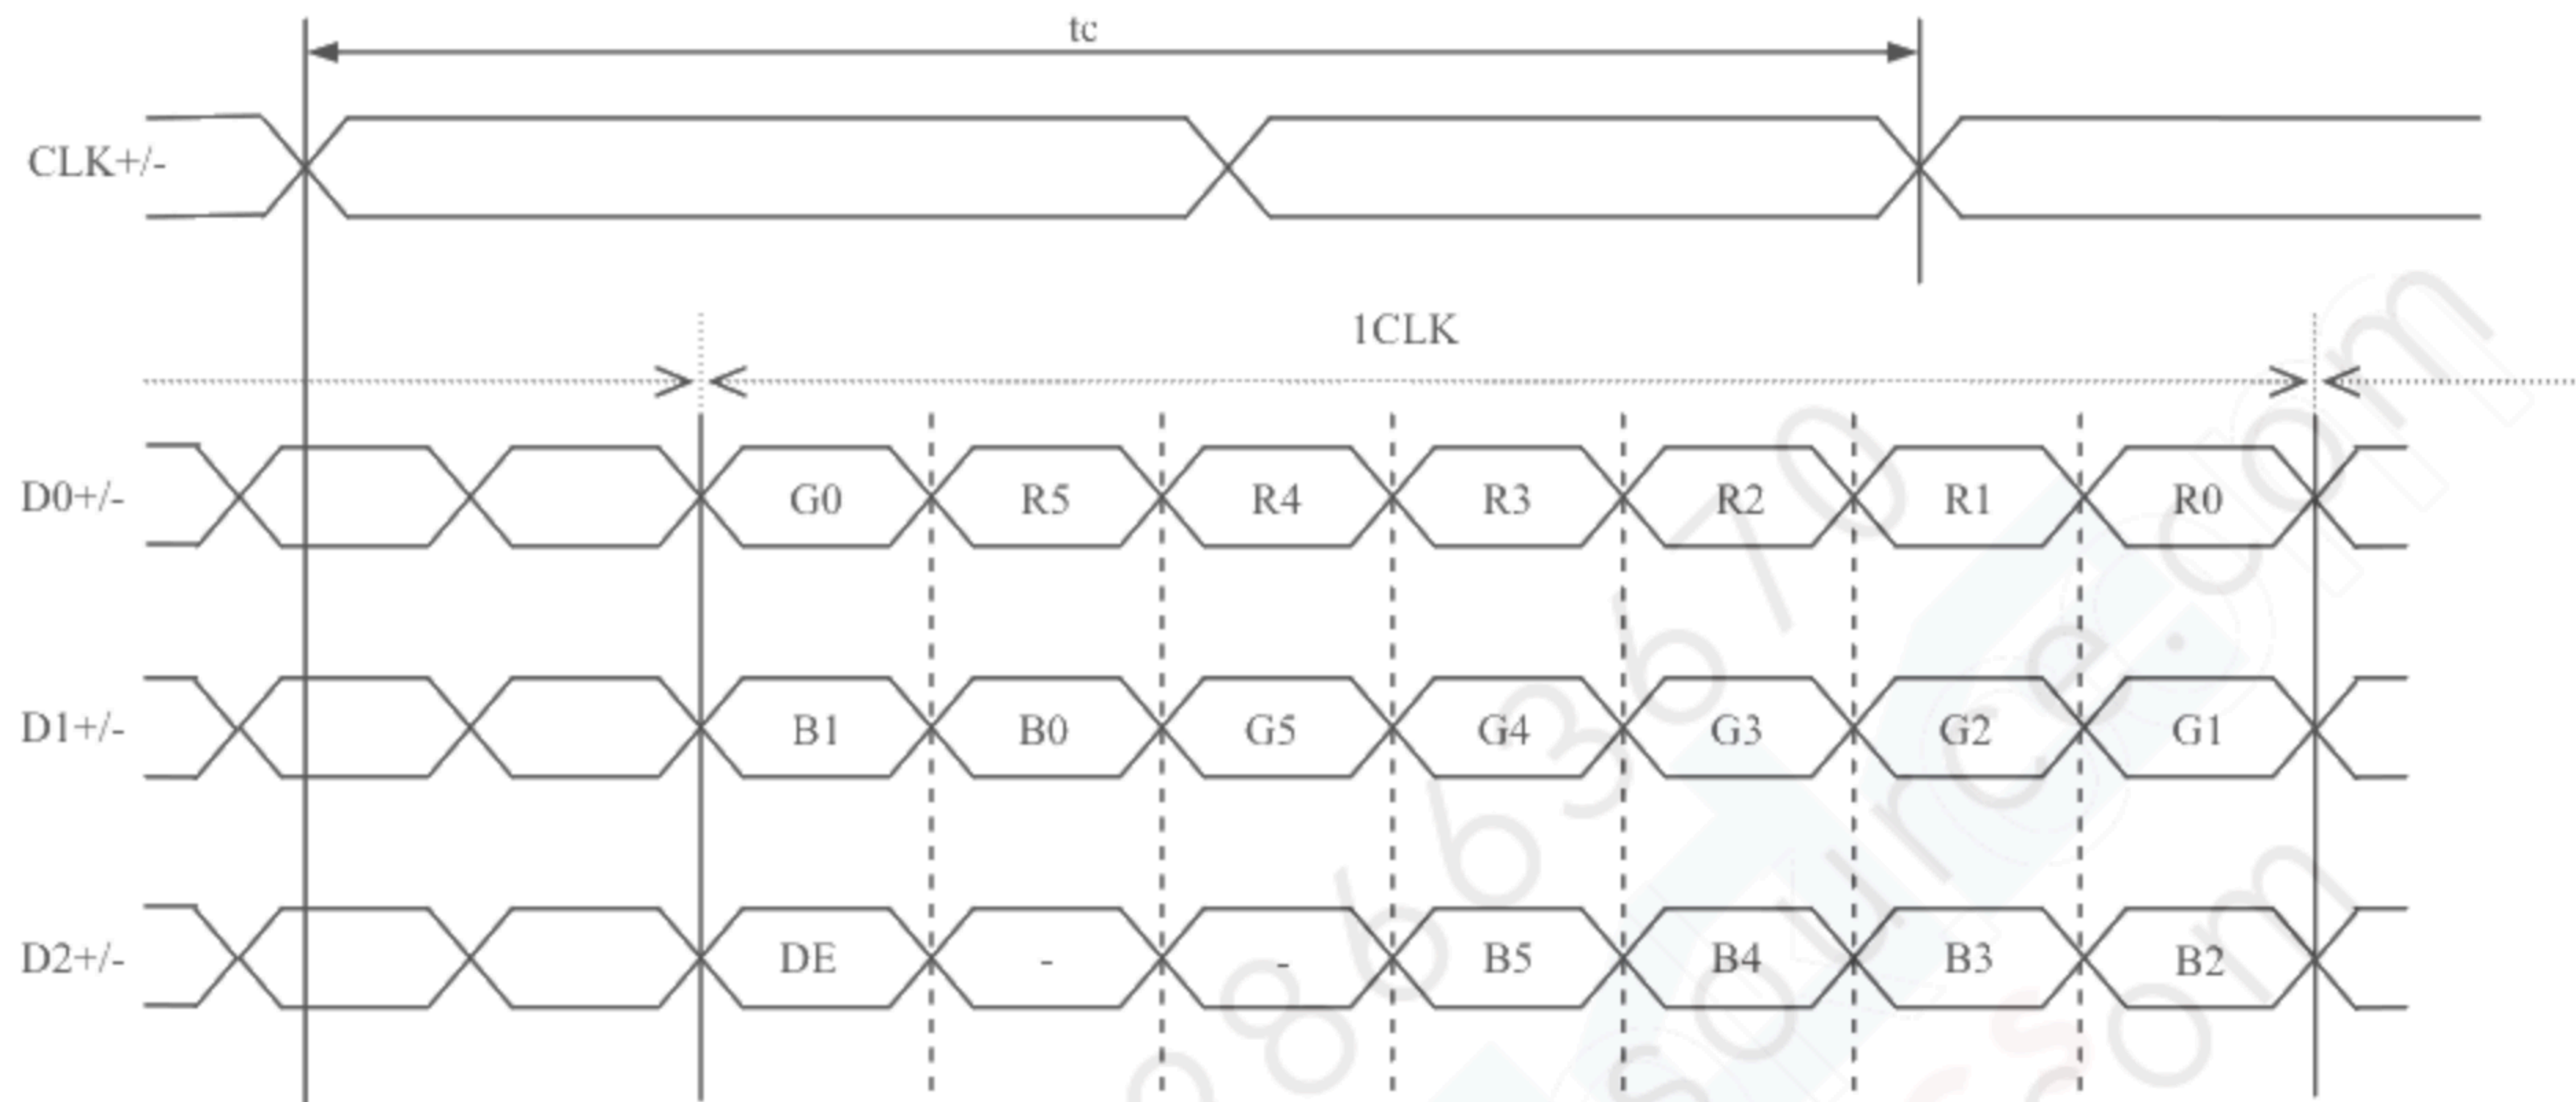 tc
CLK+/-
1CLK
D0+/- G0 R5 R4 R3 R2 R1 R0
D1+/- B1 B0 G5 G4 G3 G2 G1
D2+/- DE - - B5 B4 B3 B2